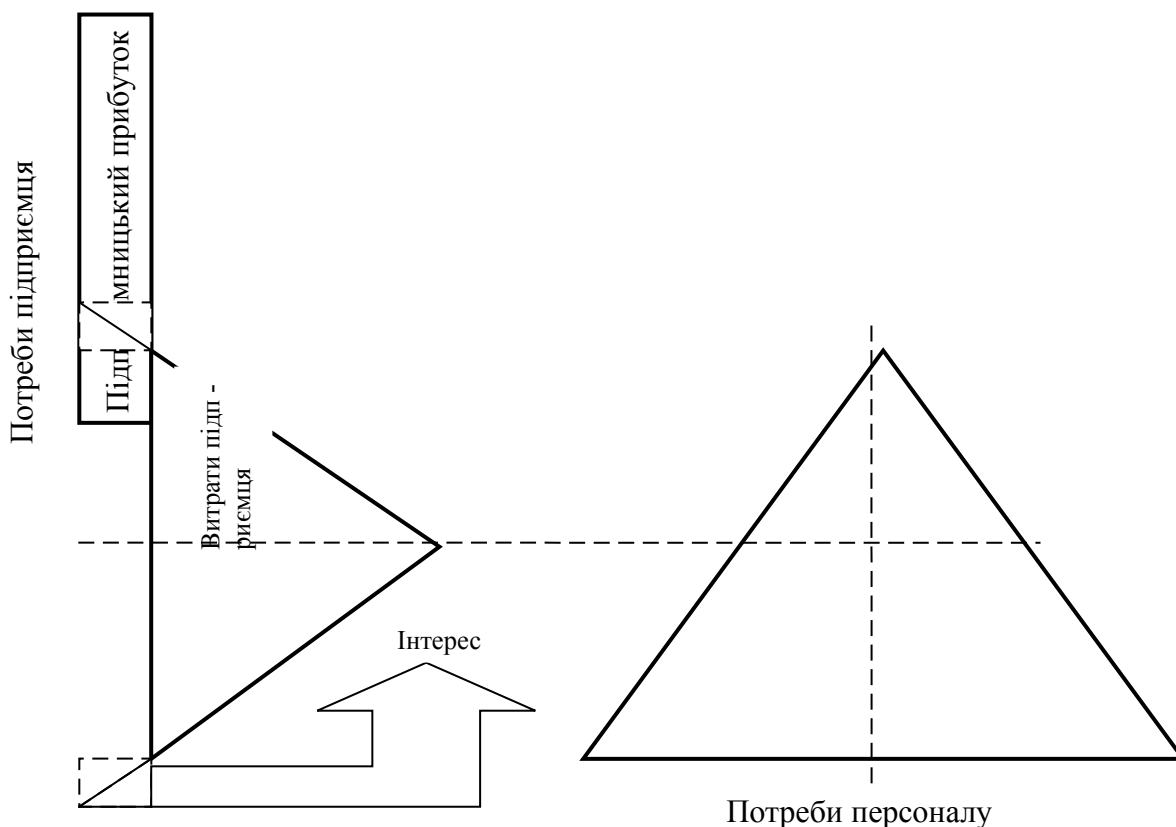 Потреби підприємця
Підп мницький прибуток
Витрати підп -
риємця
Інтерес
Потреби персоналу